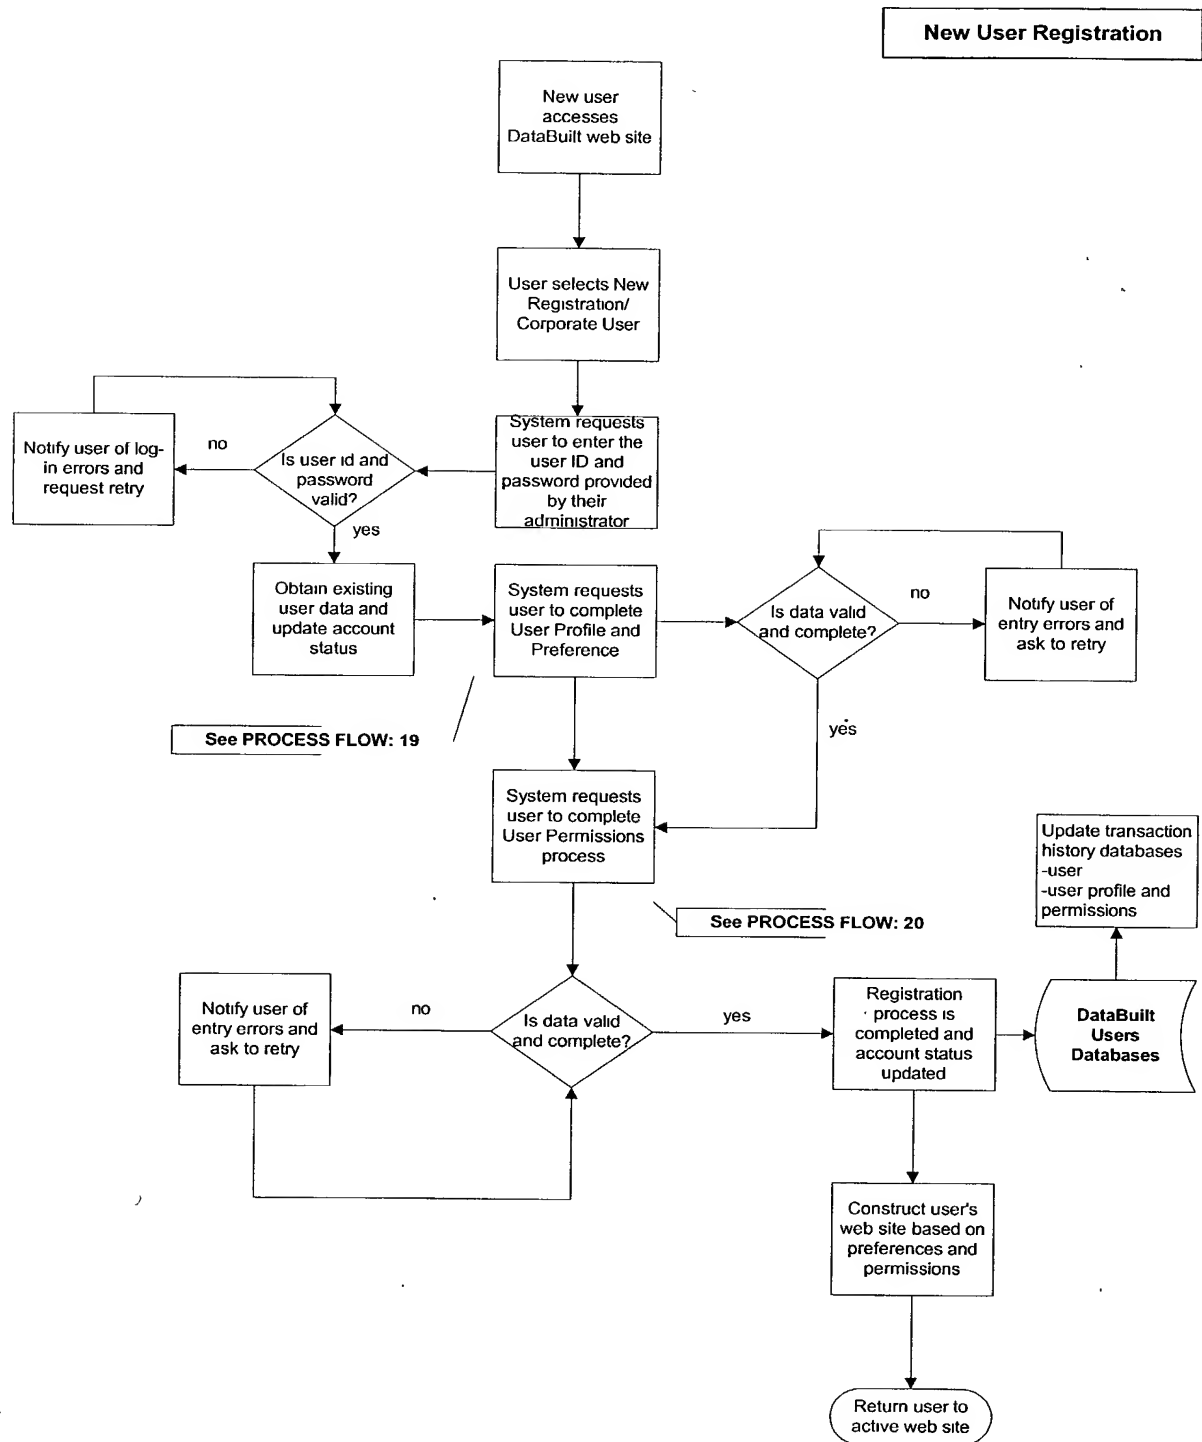 New User Registration
New user
accesses
DataBuilt web site
User selects New
Registration/
Corporate User
System requests
user to enter the
user ID and
password provided
by their
administrator
Is user id and
password
valid?
no
Notify user of log-
in errors and
request retry
yes
Obtain existing
user data and
update account
status
System requests
user to complete
User Profile and
Preference
Is data valid
and complete?
no
Notify user of
entry errors and
ask to retry
See PROCESS FLOW: 19
yes
System requests
user to complete
User Permissions
process
See PROCESS FLOW: 20
Update transaction
history databases
-user
-user profile and
permissions
Is data valid
and complete?
no
Notify user of
entry errors and
ask to retry
yes
Registration
process is
completed and
account status
updated
DataBuilt
Users
Databases
Construct user's
web site based on
preferences and
permissions
Return user to
active web site